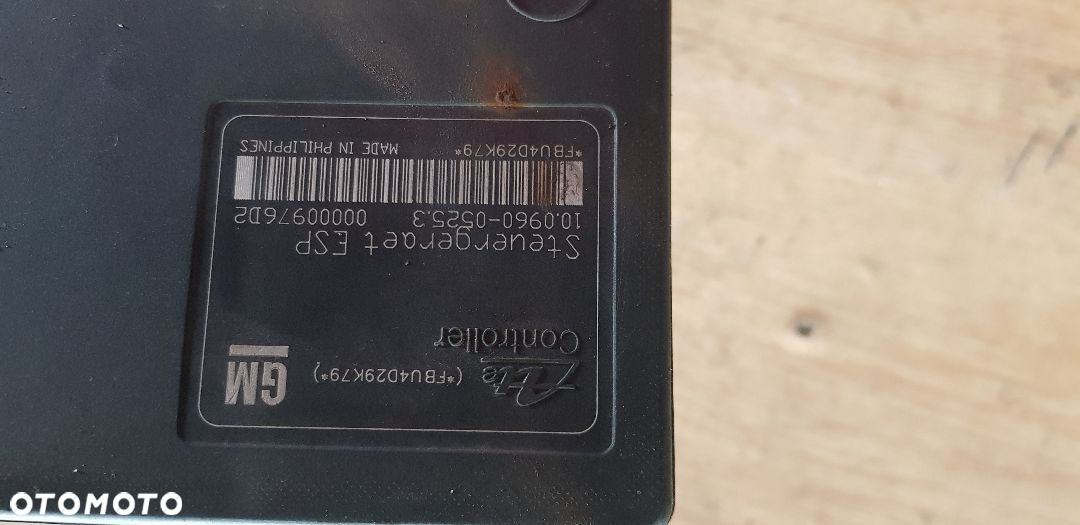 Ate (*FBU4D29K79*) GM
Controller
Steuergeraet ESP
10.0960-0525.3 00000976D2
*FBU4D29K79* MADE IN PHILIPPINES
OTOMOTO